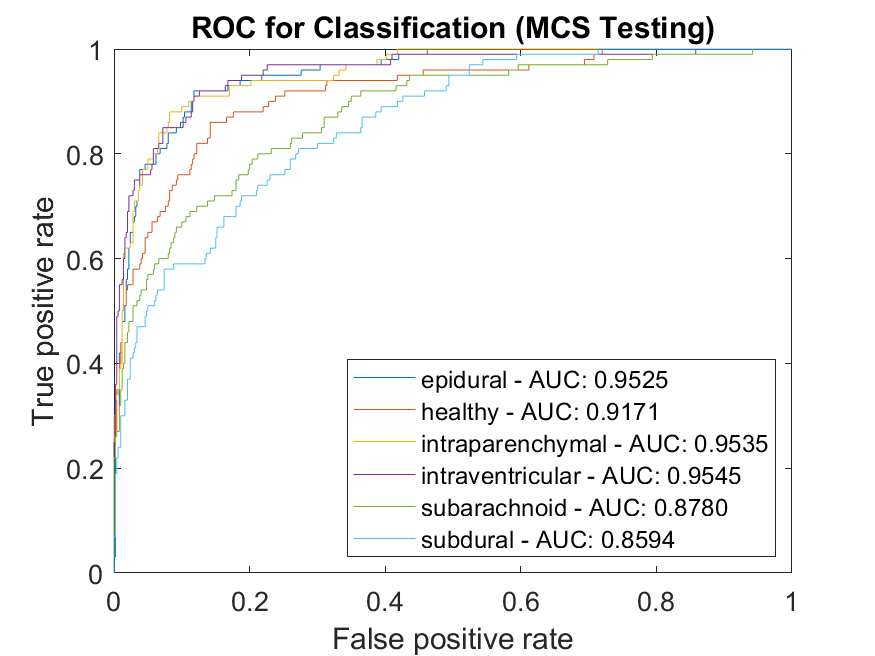 ROC for Classification (MCS Testing)
1
0.8
0.6
0.4
0.2
0
True positive rate
epidural - AUC: 0.9525
healthy - AUC: 0.9171
intraparenchymal - AUC: 0.9535
intraventricular - AUC: 0.9545
subarachnoid - AUC: 0.8780
subdural - AUC: 0.8594
0 0.2 0.4 0.6 0.8 1
False positive rate